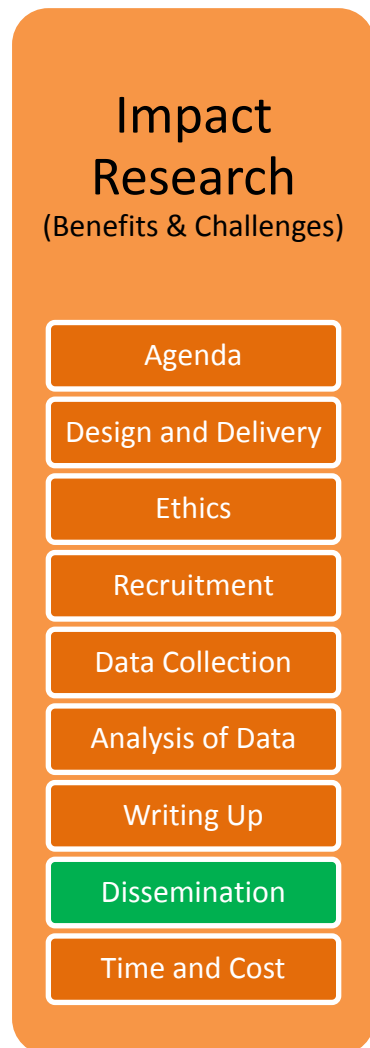 Impact
Research
(Benefits & Challenges)
Agenda
Design and Delivery
Ethics
Recruitment
Data Collection
Analysis of Data
Writing Up
Dissemination
Time and Cost